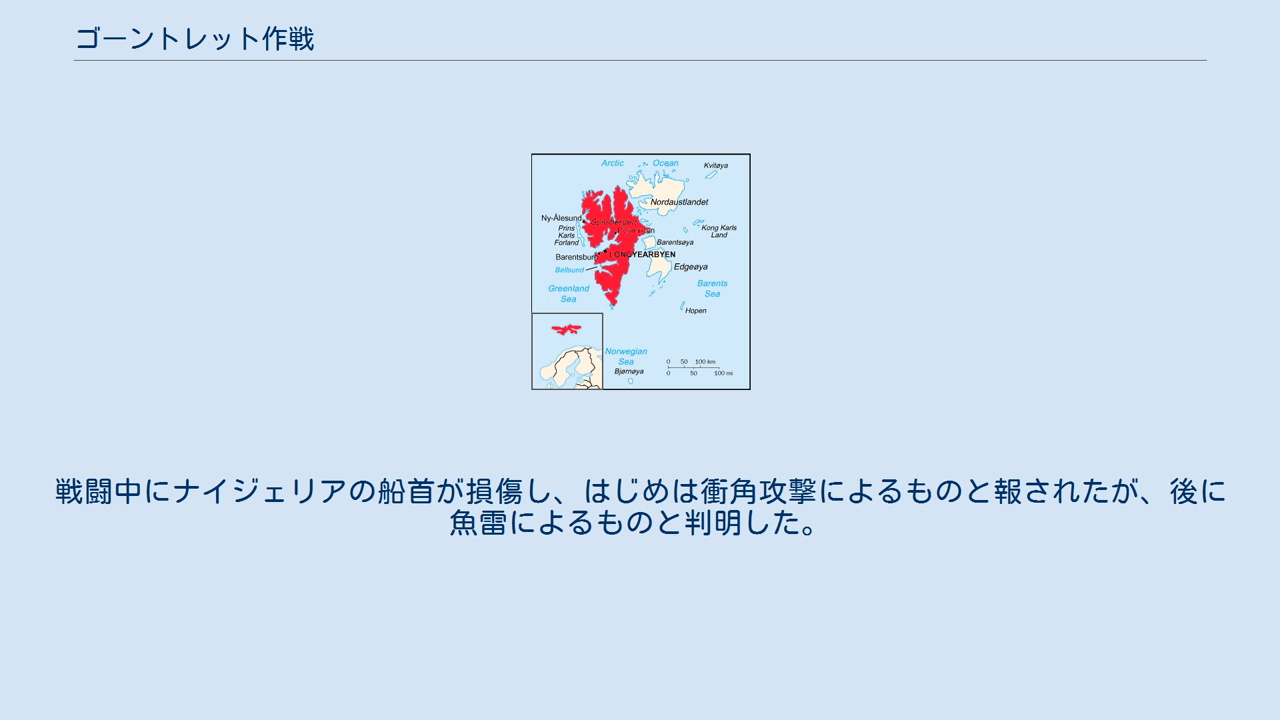 ゴーントレット作戦
Arctic Ocean
Kvitøya
Nordaustlandet
Ny-Ålesund
Prins
Karls
Forland
Kong Karls
Land
Barentsøya
Barentsburg
LONGYEARBYEN
Bellsund
Edgeøya
Greenland
Sea
Barents
Sea
Hopen
Norwegian
Sea
Bjørnøya
0 50 100 km
0 50 100 mi
戦闘中にナイジェリアの船首が損傷し、はじめは衝角攻撃によるものと報されたが、後に
魚雷によるものと判明した。